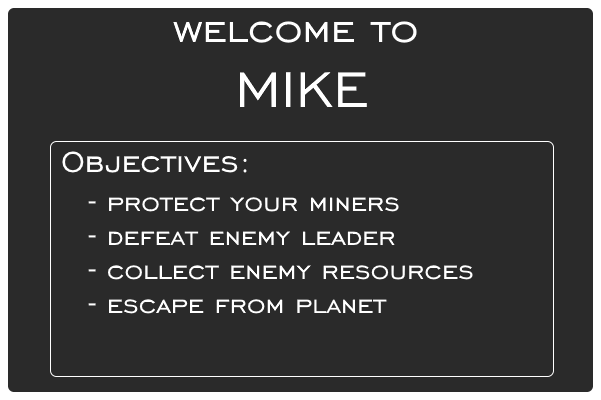 WELCOME TO
MIKE
OBJECTIVES:
- PROTECT YOUR MINERS
- DEFEAT ENEMY LEADER
- COLLECT ENEMY RESOURCES
- ESCAPE FROM PLANET